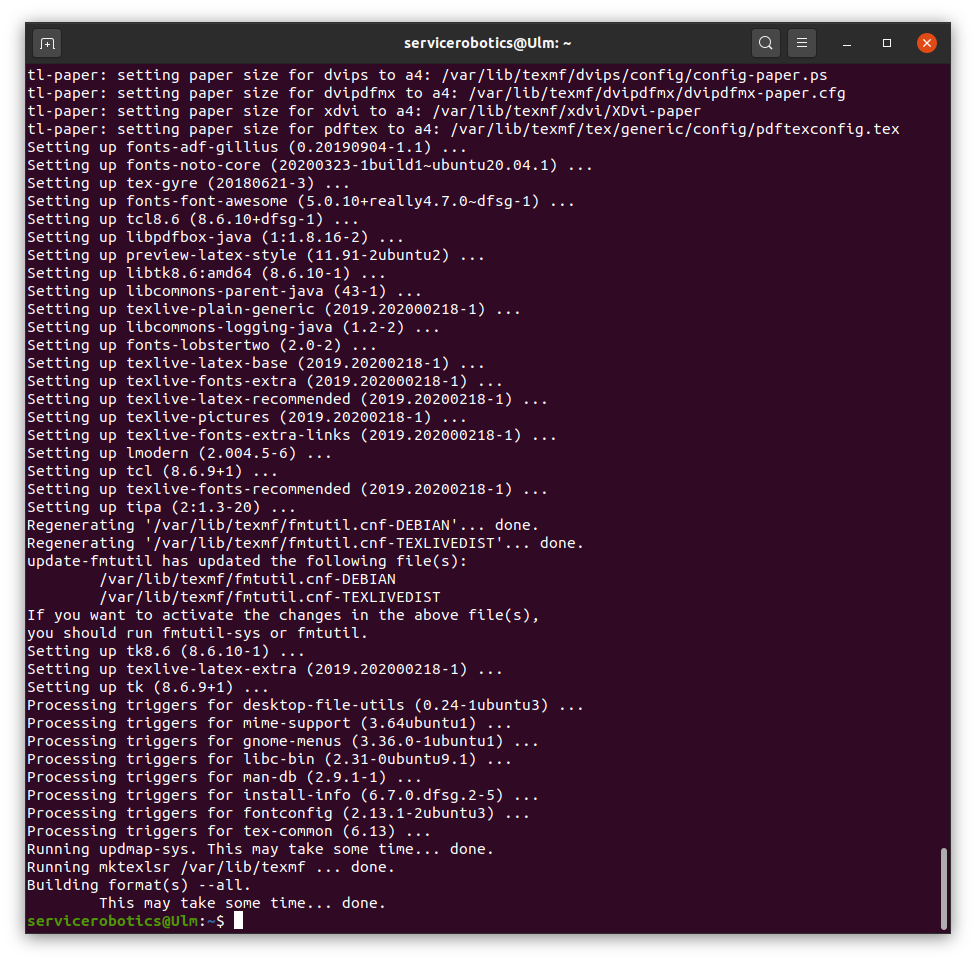 servicerobotics@Ulm: ~
tl-paper: setting paper size for dvips to a4: /var/lib/texmf/dvips/config/config-paper.ps
tl-paper: setting paper size for dvipdfmx to a4: /var/lib/texmf/dvipdfmx/dvipdfmx-paper.cfg
tl-paper: setting paper size for xdvi to a4: /var/lib/texmf/xdvi/XDvi-paper
tl-paper: setting paper size for pdftex to a4: /var/lib/texmf/tex/generic/config/pdftexconfig.tex
Setting up fonts-adf-gillius (0.20190904-1.1) ...
Setting up fonts-noto-core (20200323-1build1~ubuntu20.04.1) ...
Setting up tex-gyre (20180621-3) ...
Setting up fonts-font-awesome (5.0.10+really4.7.0~dfsg-1) ...
Setting up tcl8.6 (8.6.10+dfsg-1) ...
Setting up libpdfbox-java (1:1.8.16-2) ...
Setting up preview-latex-style (11.91-2ubuntu2) ...
Setting up libtk8.6:amd64 (8.6.10-1) ...
Setting up libcommons-parent-java (43-1) ...
Setting up texlive-plain-generic (2019.202000218-1) ...
Setting up libcommons-logging-java (1.2-2) ...
Setting up fonts-lobstertwo (2.0-2) ...
Setting up texlive-latex-base (2019.20200218-1) ...
Setting up texlive-fonts-extra (2019.202000218-1) ...
Setting up texlive-latex-recommended (2019.20200218-1) ...
Setting up texlive-pictures (2019.20200218-1) ...
Setting up texlive-fonts-extra-links (2019.202000218-1) ...
Setting up lmodern (2.004.5-6) ...
Setting up tcl (8.6.9+1) ...
Setting up texlive-fonts-recommended (2019.20200218-1) ...
Setting up tipa (2:1.3-20) ...
Regenerating '/var/lib/texmf/fmtutil.cnf-DEBIAN'... done.
Regenerating '/var/lib/texmf/fmtutil.cnf-TEXLIVEDIST'... done.
update-fmtutil has updated the following file(s):
        /var/lib/texmf/fmtutil.cnf-DEBIAN
        /var/lib/texmf/fmtutil.cnf-TEXLIVEDIST
If you want to activate the changes in the above file(s),
you should run fmtutil-sys or fmtutil.
Setting up tk8.6 (8.6.10-1) ...
Setting up texlive-latex-extra (2019.202000218-1) ...
Setting up tk (8.6.9+1) ...
Processing triggers for desktop-file-utils (0.24-1ubuntu3) ...
Processing triggers for mime-support (3.64ubuntu1) ...
Processing triggers for gnome-menus (3.36.0-1ubuntu1) ...
Processing triggers for libc-bin (2.31-0ubuntu9.1) ...
Processing triggers for man-db (2.9.1-1) ...
Processing triggers for install-info (6.7.0.dfsg.2-5) ...
Processing triggers for fontconfig (2.13.1-2ubuntu3) ...
Processing triggers for tex-common (6.13) ...
Running updmap-sys. This may take some time... done.
Running mktexlsr /var/lib/texmf ... done.
Building format(s) --all.
        This may take some time... done.
servicerobotics@Ulm:~$